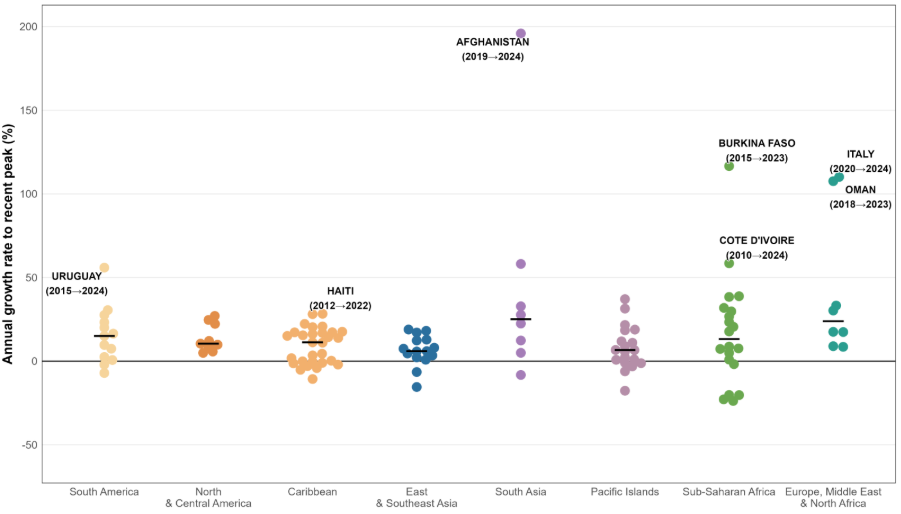 Annual growth rate to recent peak (%)
200
150
100
50
0
-50
AFGHANISTAN
(2019→2024)
BURKINA FASO
(2015→2023)
ITALY
(2020→2024)
OMAN
(2018→2023)
COTE D'IVOIRE
(2010→2024)
URUGUAY
(2015→2024)
HAITI
(2012→2022)
South America
North
& Central America
Caribbean
East
& Southeast Asia
South Asia
Pacific Islands
Sub-Saharan Africa
Europe, Middle East
& North Africa